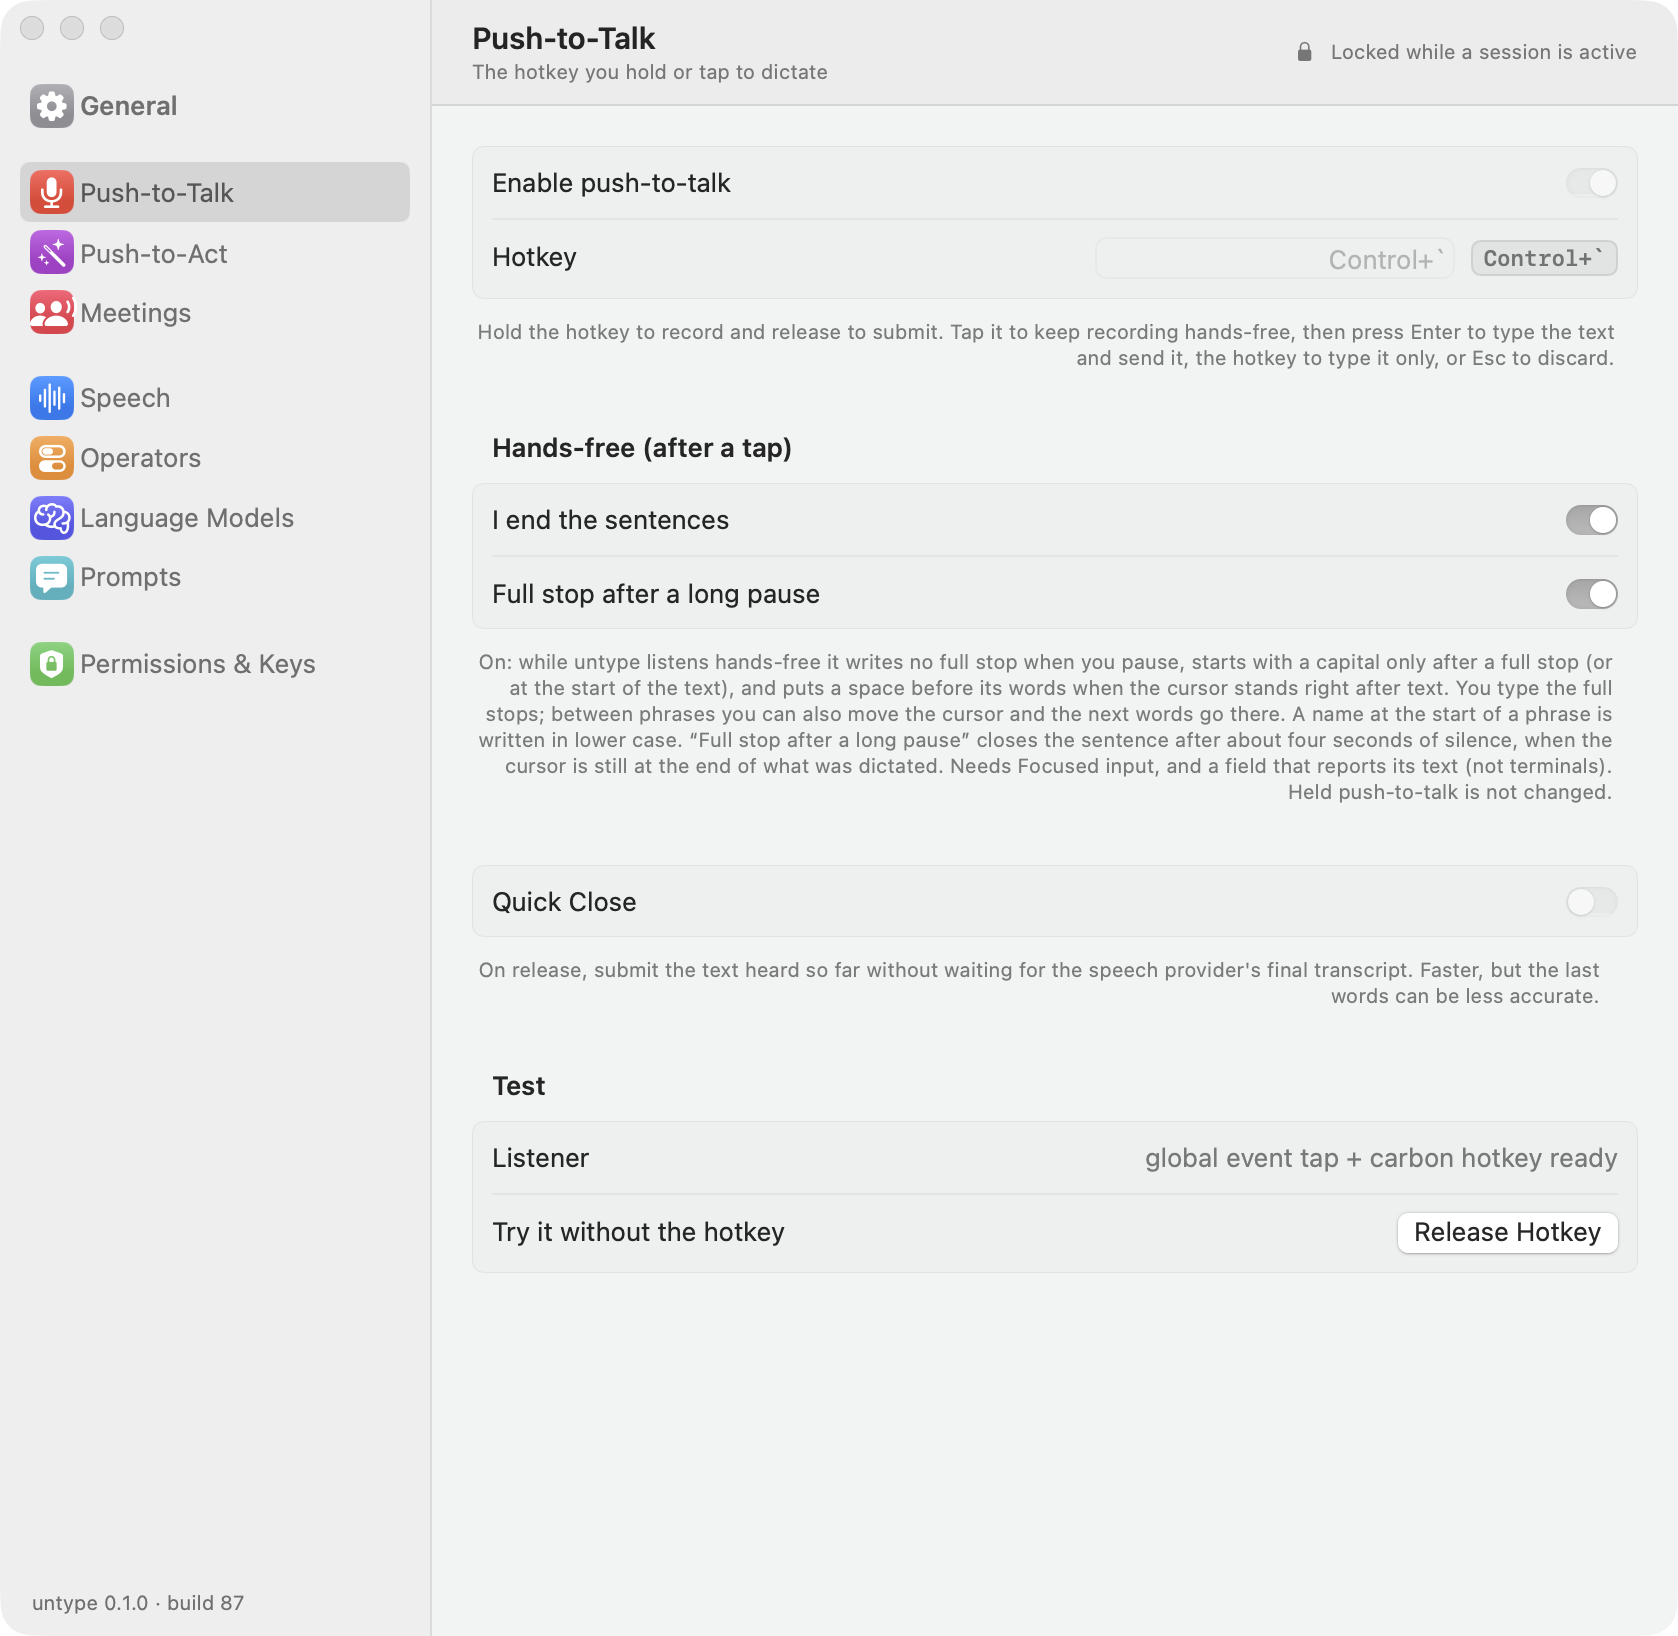 Push-to-Talk
The hotkey you hold or tap to dictate
Locked while a session is active
General
Push-to-Talk
Push-to-Act
Meetings
Speech
Operators
Language Models
Prompts
Permissions & Keys
untype 0.1.0 · build 87
Enable push-to-talk
Hotkey
Control+`
Control+`
Hold the hotkey to record and release to submit. Tap it to keep recording hands-free, then press Enter to type the text
and send it, the hotkey to type it only, or Esc to discard.
Hands-free (after a tap)
I end the sentences
Full stop after a long pause
On: while untype listens hands-free it writes no full stop when you pause, starts with a capital only after a full stop (or
at the start of the text), and puts a space before its words when the cursor stands right after text. You type the full
stops; between phrases you can also move the cursor and the next words go there. A name at the start of a phrase is
written in lower case. “Full stop after a long pause” closes the sentence after about four seconds of silence, when the
cursor is still at the end of what was dictated. Needs Focused input, and a field that reports its text (not terminals).
Held push-to-talk is not changed.
Quick Close
On release, submit the text heard so far without waiting for the speech provider's final transcript. Faster, but the last
words can be less accurate.
Test
Listener
global event tap + carbon hotkey ready
Try it without the hotkey
Release Hotkey